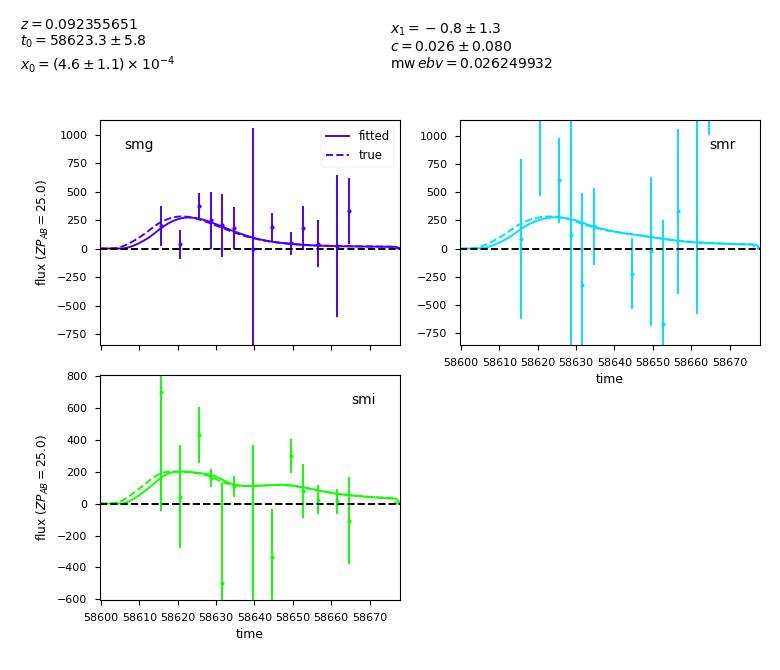 z = 0.092355651
t₀ = 58623.3 ± 5.8
x₀ = (4.6 ± 1.1) × 10⁻⁴
x₁ = −0.8 ± 1.3
c = 0.026 ± 0.080
mw ebv = 0.026249932
smg
fitted
true
1000
750
500
250
0
−250
−500
−750
flux (ZP_AB = 25.0)
smr
1000
750
500
250
0
−250
−500
−750
58600 58610 58620 58630 58640 58650 58660 58670
time
smi
800
600
400
200
0
−200
−400
−600
flux (ZP_AB = 25.0)
58600 58610 58620 58630 58640 58650 58660 58670
time